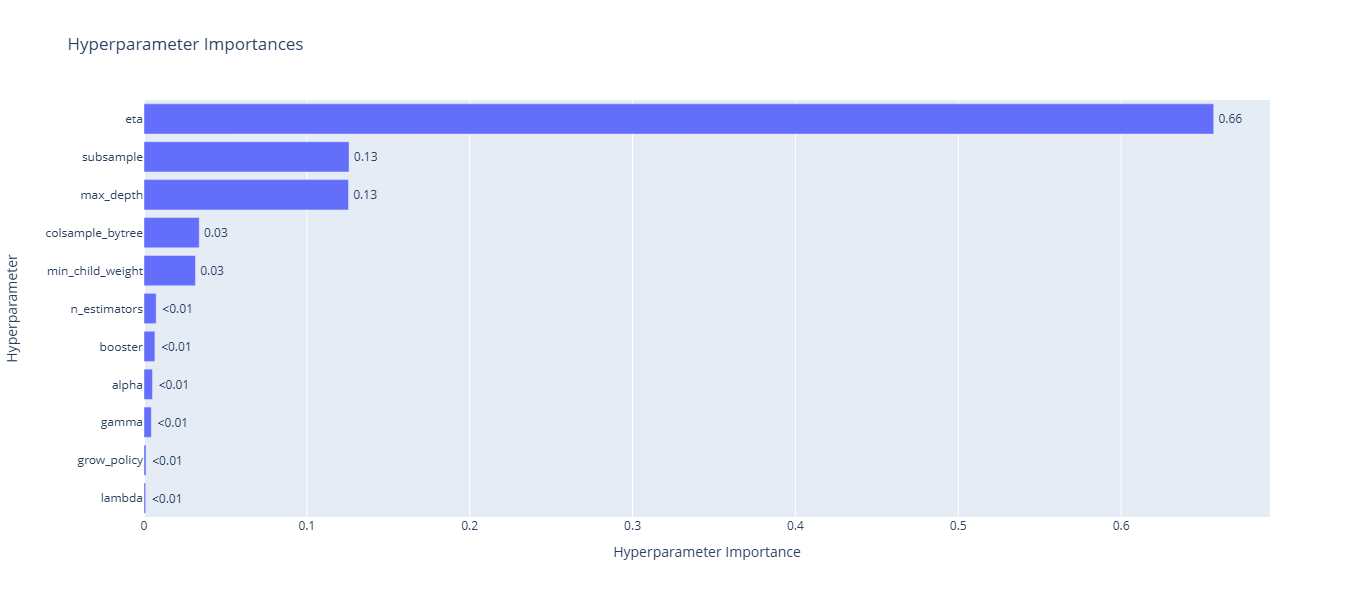 Hyperparameter Importances
Hyperparameter
eta 0.66
subsample 0.13
max_depth 0.13
colsample_bytree 0.03
min_child_weight 0.03
n_estimators <0.01
booster <0.01
alpha <0.01
gamma <0.01
grow_policy <0.01
lambda <0.01
0 0.1 0.2 0.3 0.4 0.5 0.6
Hyperparameter Importance